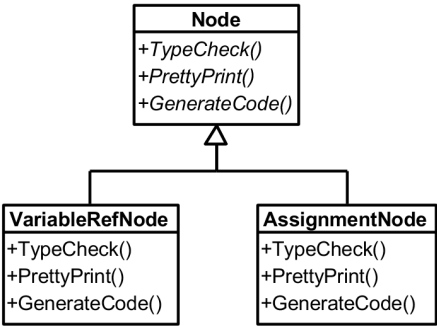 Node
+TypeCheck()
+PrettyPrint()
+GenerateCode()
VariableRefNode
+TypeCheck()
+PrettyPrint()
+GenerateCode()
AssignmentNode
+TypeCheck()
+PrettyPrint()
+GenerateCode()